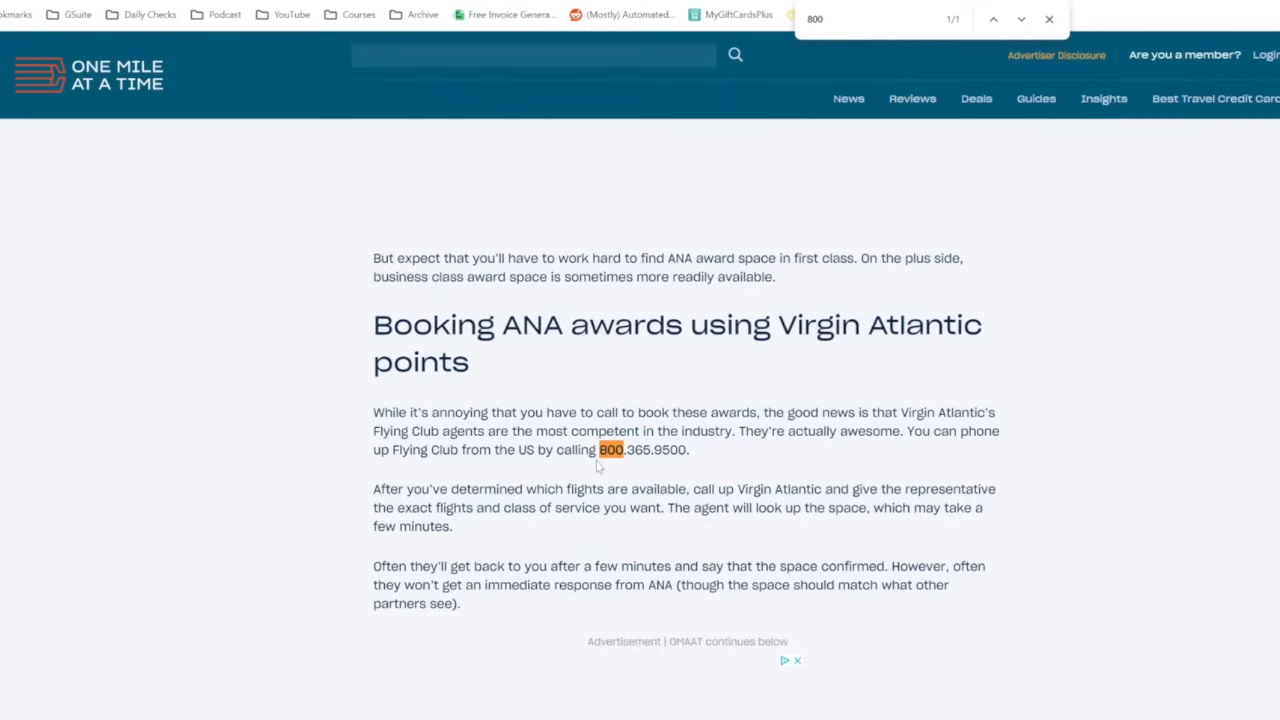 okmarks GSuite Daily Checks Podcast YouTube Courses Archive Free Invoice Genera... (Mostly) Automated... MyGiftCardsPlus
800 1/1
ONE MILE
AT A TIME
Advertiser Disclosure Are you a member? Login
News Reviews Deals Guides Insights Best Travel Credit Card
But expect that you'll have to work hard to find ANA award space in first class. On the plus side,
business class award space is sometimes more readily available.
Booking ANA awards using Virgin Atlantic
points
While it's annoying that you have to call to book these awards, the good news is that Virgin Atlantic's
Flying Club agents are the most competent in the industry. They're actually awesome. You can phone
up Flying Club from the US by calling 800.365.9500.
After you've determined which flights are available, call up Virgin Atlantic and give the representative
the exact flights and class of service you want. The agent will look up the space, which may take a
few minutes.
Often they'll get back to you after a few minutes and say that the space confirmed. However, often
they won't get an immediate response from ANA (though the space should match what other
partners see).
Advertisement | OMAAT continues below